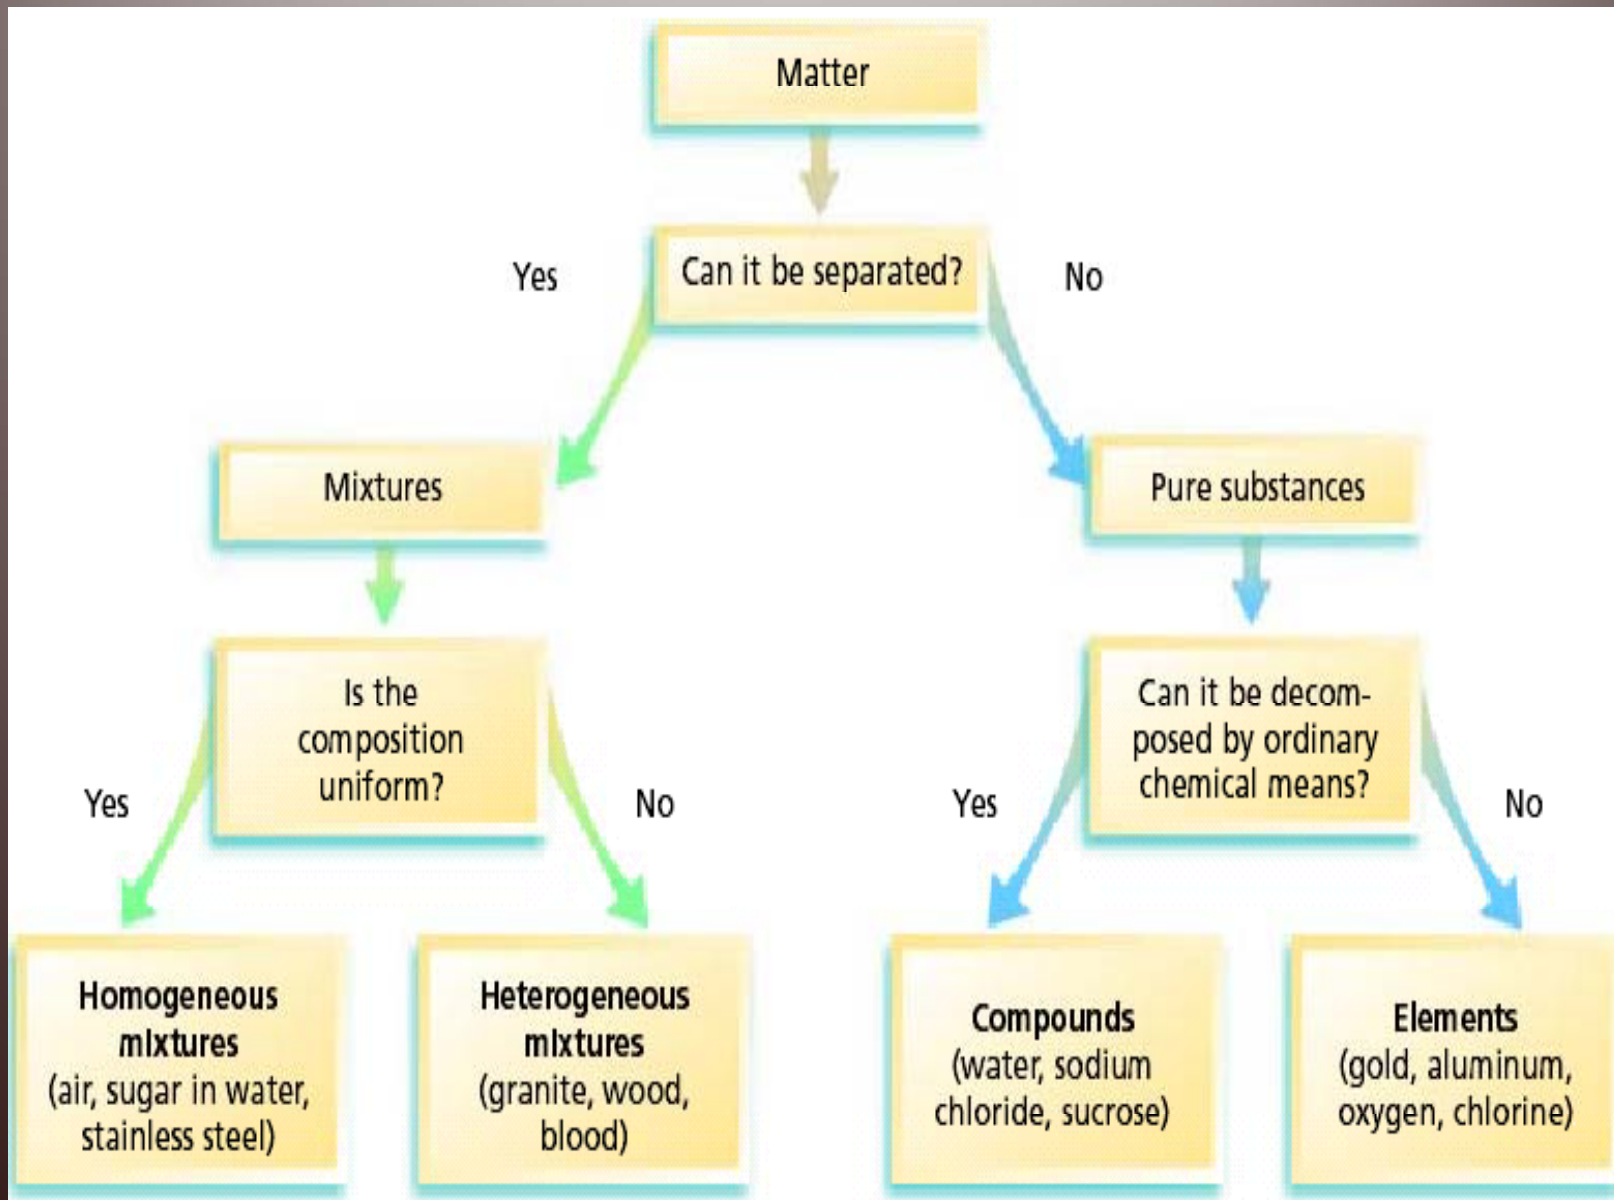 Matter
Can it be separated?
Yes
No
Mixtures
Pure substances
Is the
composition
uniform?
Yes
No
Can it be decom-
posed by ordinary
chemical means?
Yes
No
Homogeneous
mixtures
(air, sugar in water,
stainless steel)
Heterogeneous
mixtures
(granite, wood,
blood)
Compounds
(water, sodium
chloride, sucrose)
Elements
(gold, aluminum,
oxygen, chlorine)